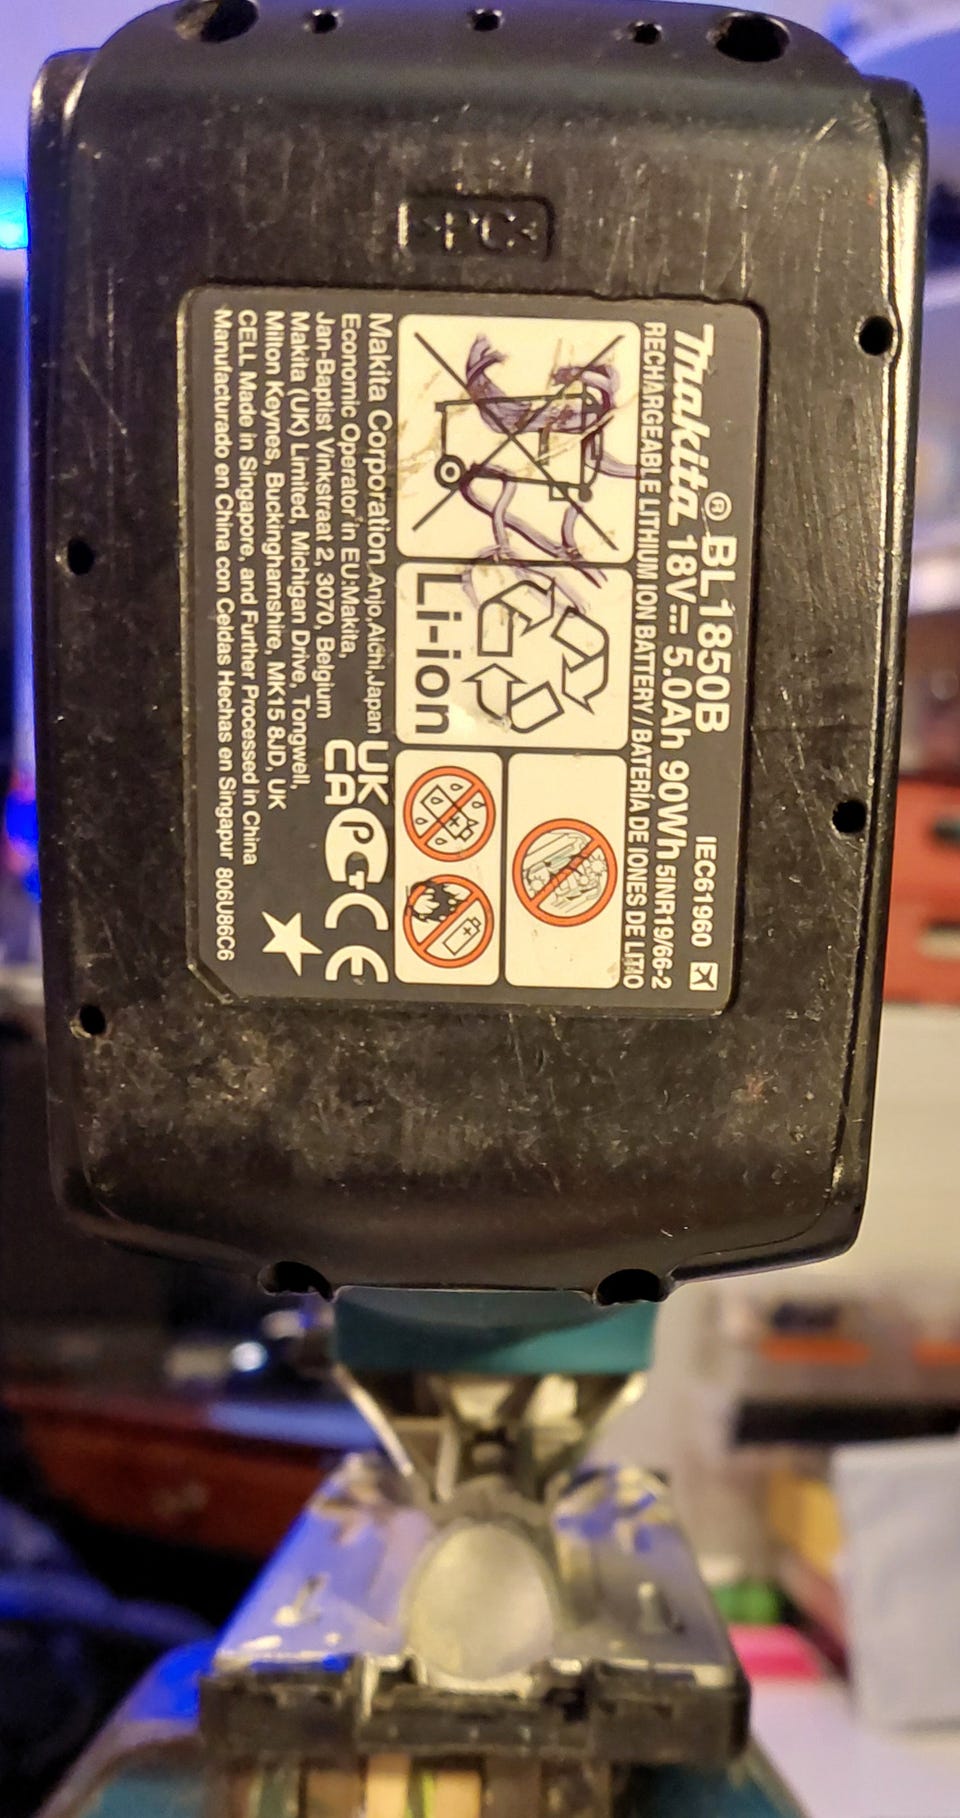 >PC<
makita® BL1850B IEC61960
18V⎓ 5.0Ah 90Wh 5INR19/66-2
RECHARGEABLE LITHIUM ION BATTERY / BATERÍA DE IONES DE LITIO
Li-ion
Makita Corporation Anjo,Aichi,Japan
Economic Operator in EU:Makita,
Jan-Baptist Vinkstraat 2, 3070, Belgium
Makita (UK) Limited, Michigan Drive, Tongwell,
Milton Keynes, Buckinghamshire, MK15 8JD, UK
CELL Made in Singapore, and Further Processed in China
Manufacturado en China con Celdas Hechas en Singapur 806U86C6
UK
CA
CE